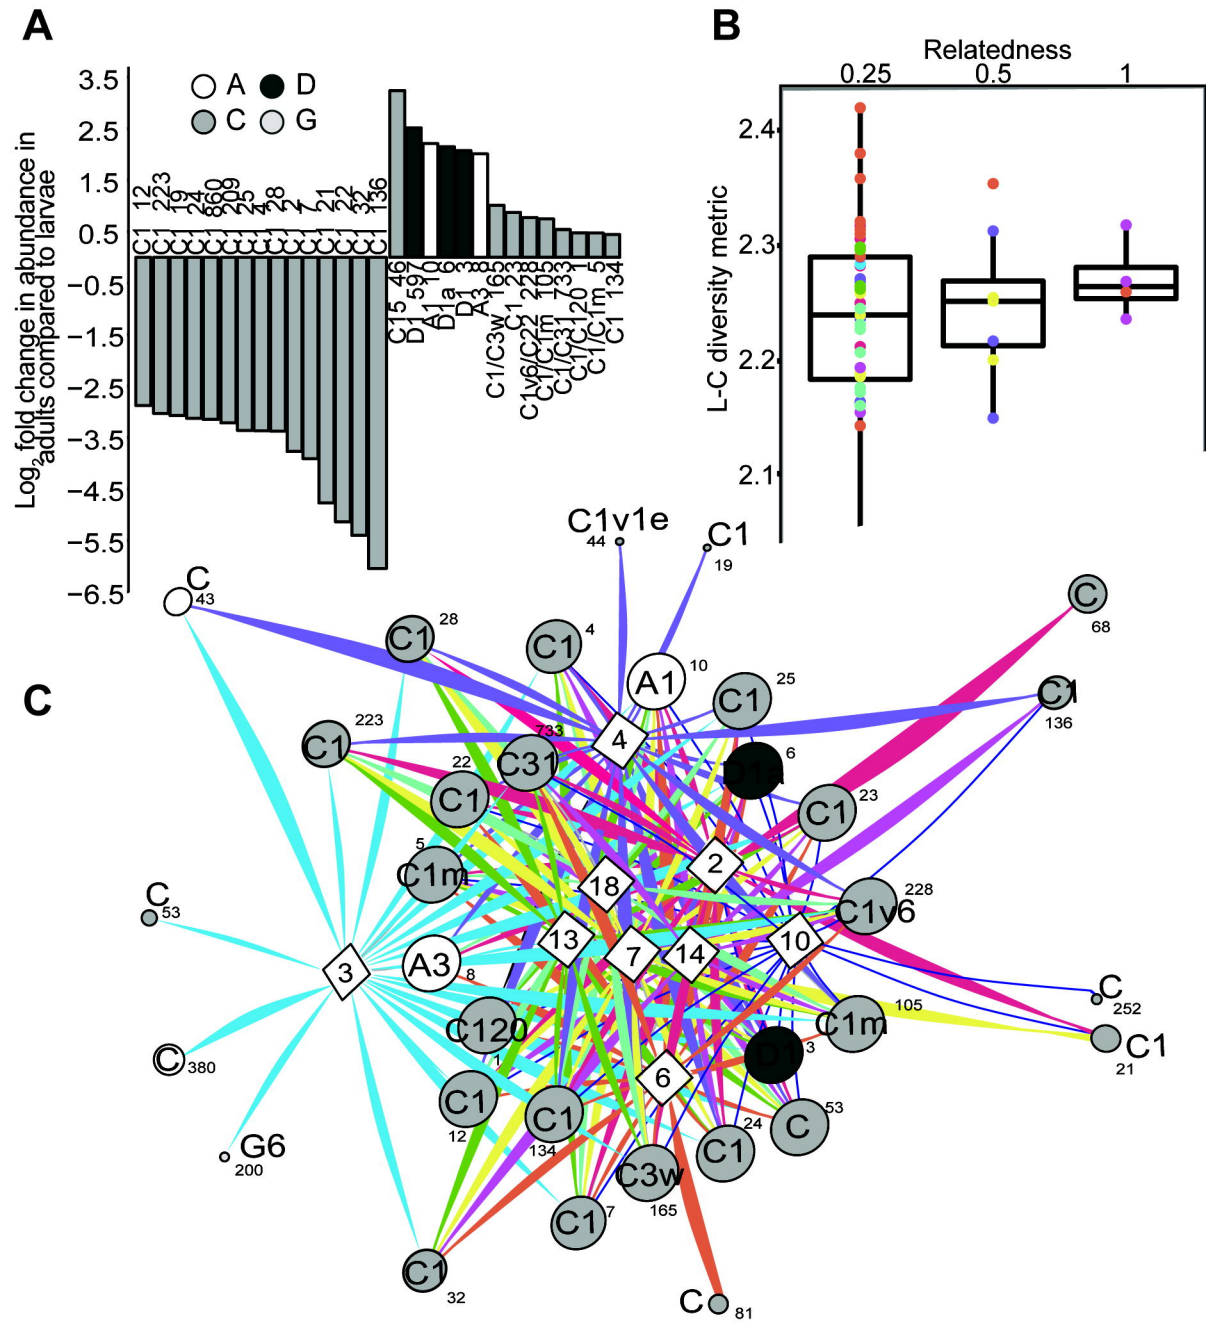 A
B
Relatedness
0.25 0.5 1
3.5
2.5
1.5
0.5
−0.5
−1.5
−2.5
−3.5
−4.5
−5.5
−6.5
Log2 fold change in abundance in
adults compared to larvae
A D
C G
C1 12
C1 223
C1 19
C1 24
C1 860
C1 209
C1 25
C1 4
C1 28
C1 2
C1 7
C1 21
C1 22
C1 32
C1 136
C15 46
D1 597
A1 10
D1a 6
D1 3
A3 8
C1/C3w 165
C1 23
C1v6/C22 228
C1/C1m 105
C1/C31 733
C1/C120 1
C1/C1m 5
C1 134
L-C diversity metric
2.4
2.3
2.2
2.1
C
C1v1e
44
C1
19
C
43
C
68
C1
28
C1
4
A1
10
C1
25
C1
136
C1
223
C31
733
4
D1a
6
C1
22
C1
23
C1m
5
18
2
C1v6
228
C
53
A3
8
13
7
14
10
3
C
252
C120
1
C1m
105
C1
21
C
380
D1
3
6
C1
12
C1
134
C1
24
C
53
G6
200
C3w
165
C1
7
C1
32
C
81